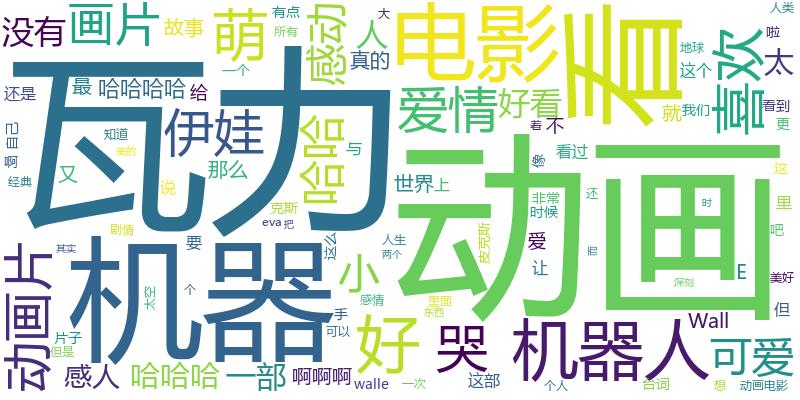 没有
画片
故事
有点
所有
大
人
萌
感动
电影
看
人类
啦
地球
太
这个
喜欢
一个
真的
还是
最
哈哈哈哈
给
瓦力
爱情
好看
就
我们
看到
更
啊
自己
知道
美的
伊娃
哈哈
与
着
不
像
看过
经典
又
说
那么
世界
上
动画
这
克斯
非常
时候
还
时
里
eva
把
吧
剧情
要
这么
人生
两个
皮克斯
爱
让
而
动画片
其实
机器
太空
个
小
感情
深刻
E
美好
但
里面
东西
手
可以
好
哭
机器人
Wall
可爱
片子
但是
感人
哈哈哈
一部
啊啊啊
walle
一次
这部
个人
台词
想
动画电影